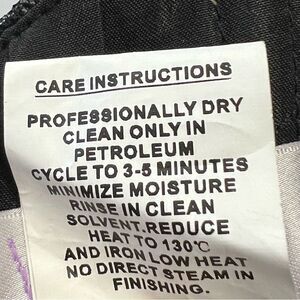 CARE INSTRUCTIONS
PROFESSIONALLY DRY
CLEAN ONLY IN
PETROLEUM
CYCLE TO 3-5 MINUTES
MINIMIZE MOISTURE
RINSE IN CLEAN
SOLVENT.REDUCE
HEAT TO 130℃
AND IRON LOW HEAT
NO DIRECT STEAM IN
FINISHING.